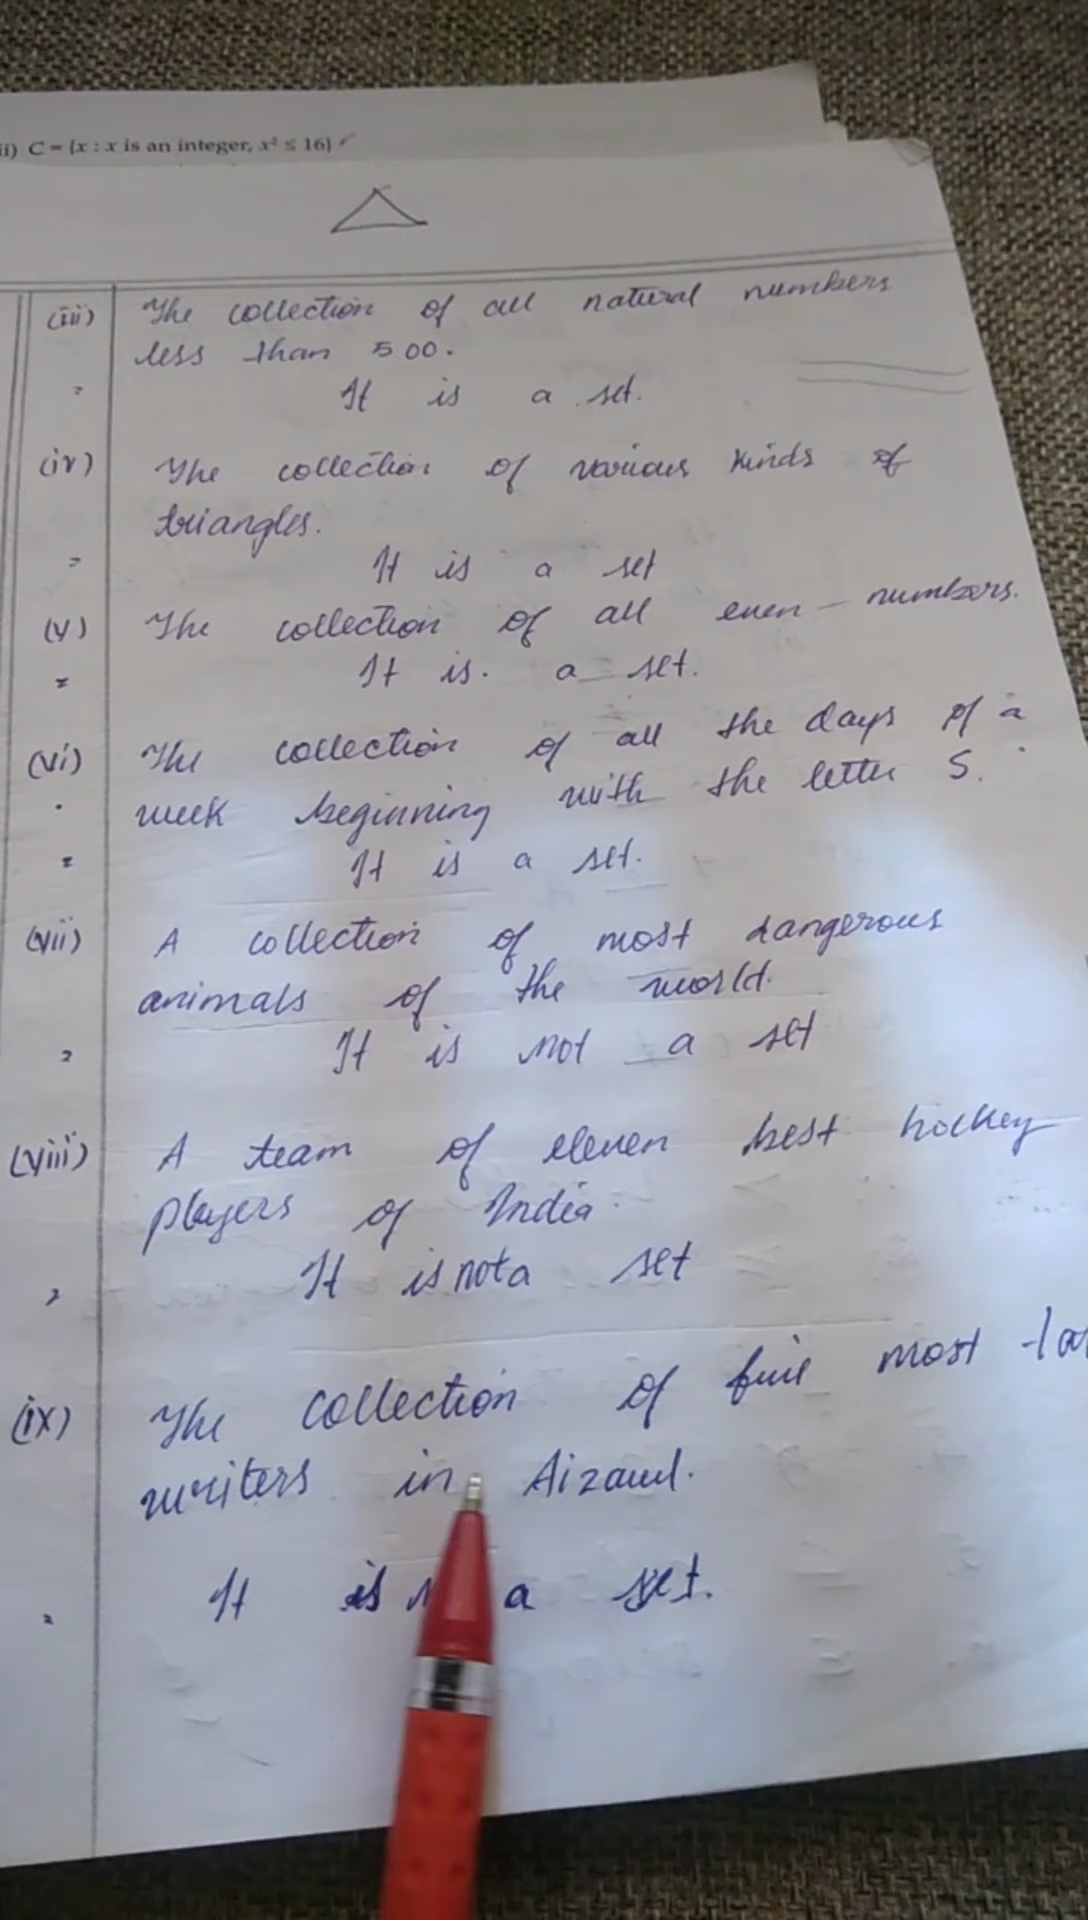 ii) C = {x : x is an integer, x² ≤ 16}
(iii) The collection of all natural numbers
less than 500.
It is a set.
(iv) The collection of various kinds of
triangles.
= It is a set
(v) The collection of all even numbers.
= It is a set.
(vi) The collection of all the days of a
week beginning with the letter S.
= It is a set.
(vii) A collection of most dangerous
animals of the world.
It is not a set
(viii) A team of eleven best hockey
players of India
It is not a set
(ix) The collection of five most
writers in Aizawl.
It is a set.